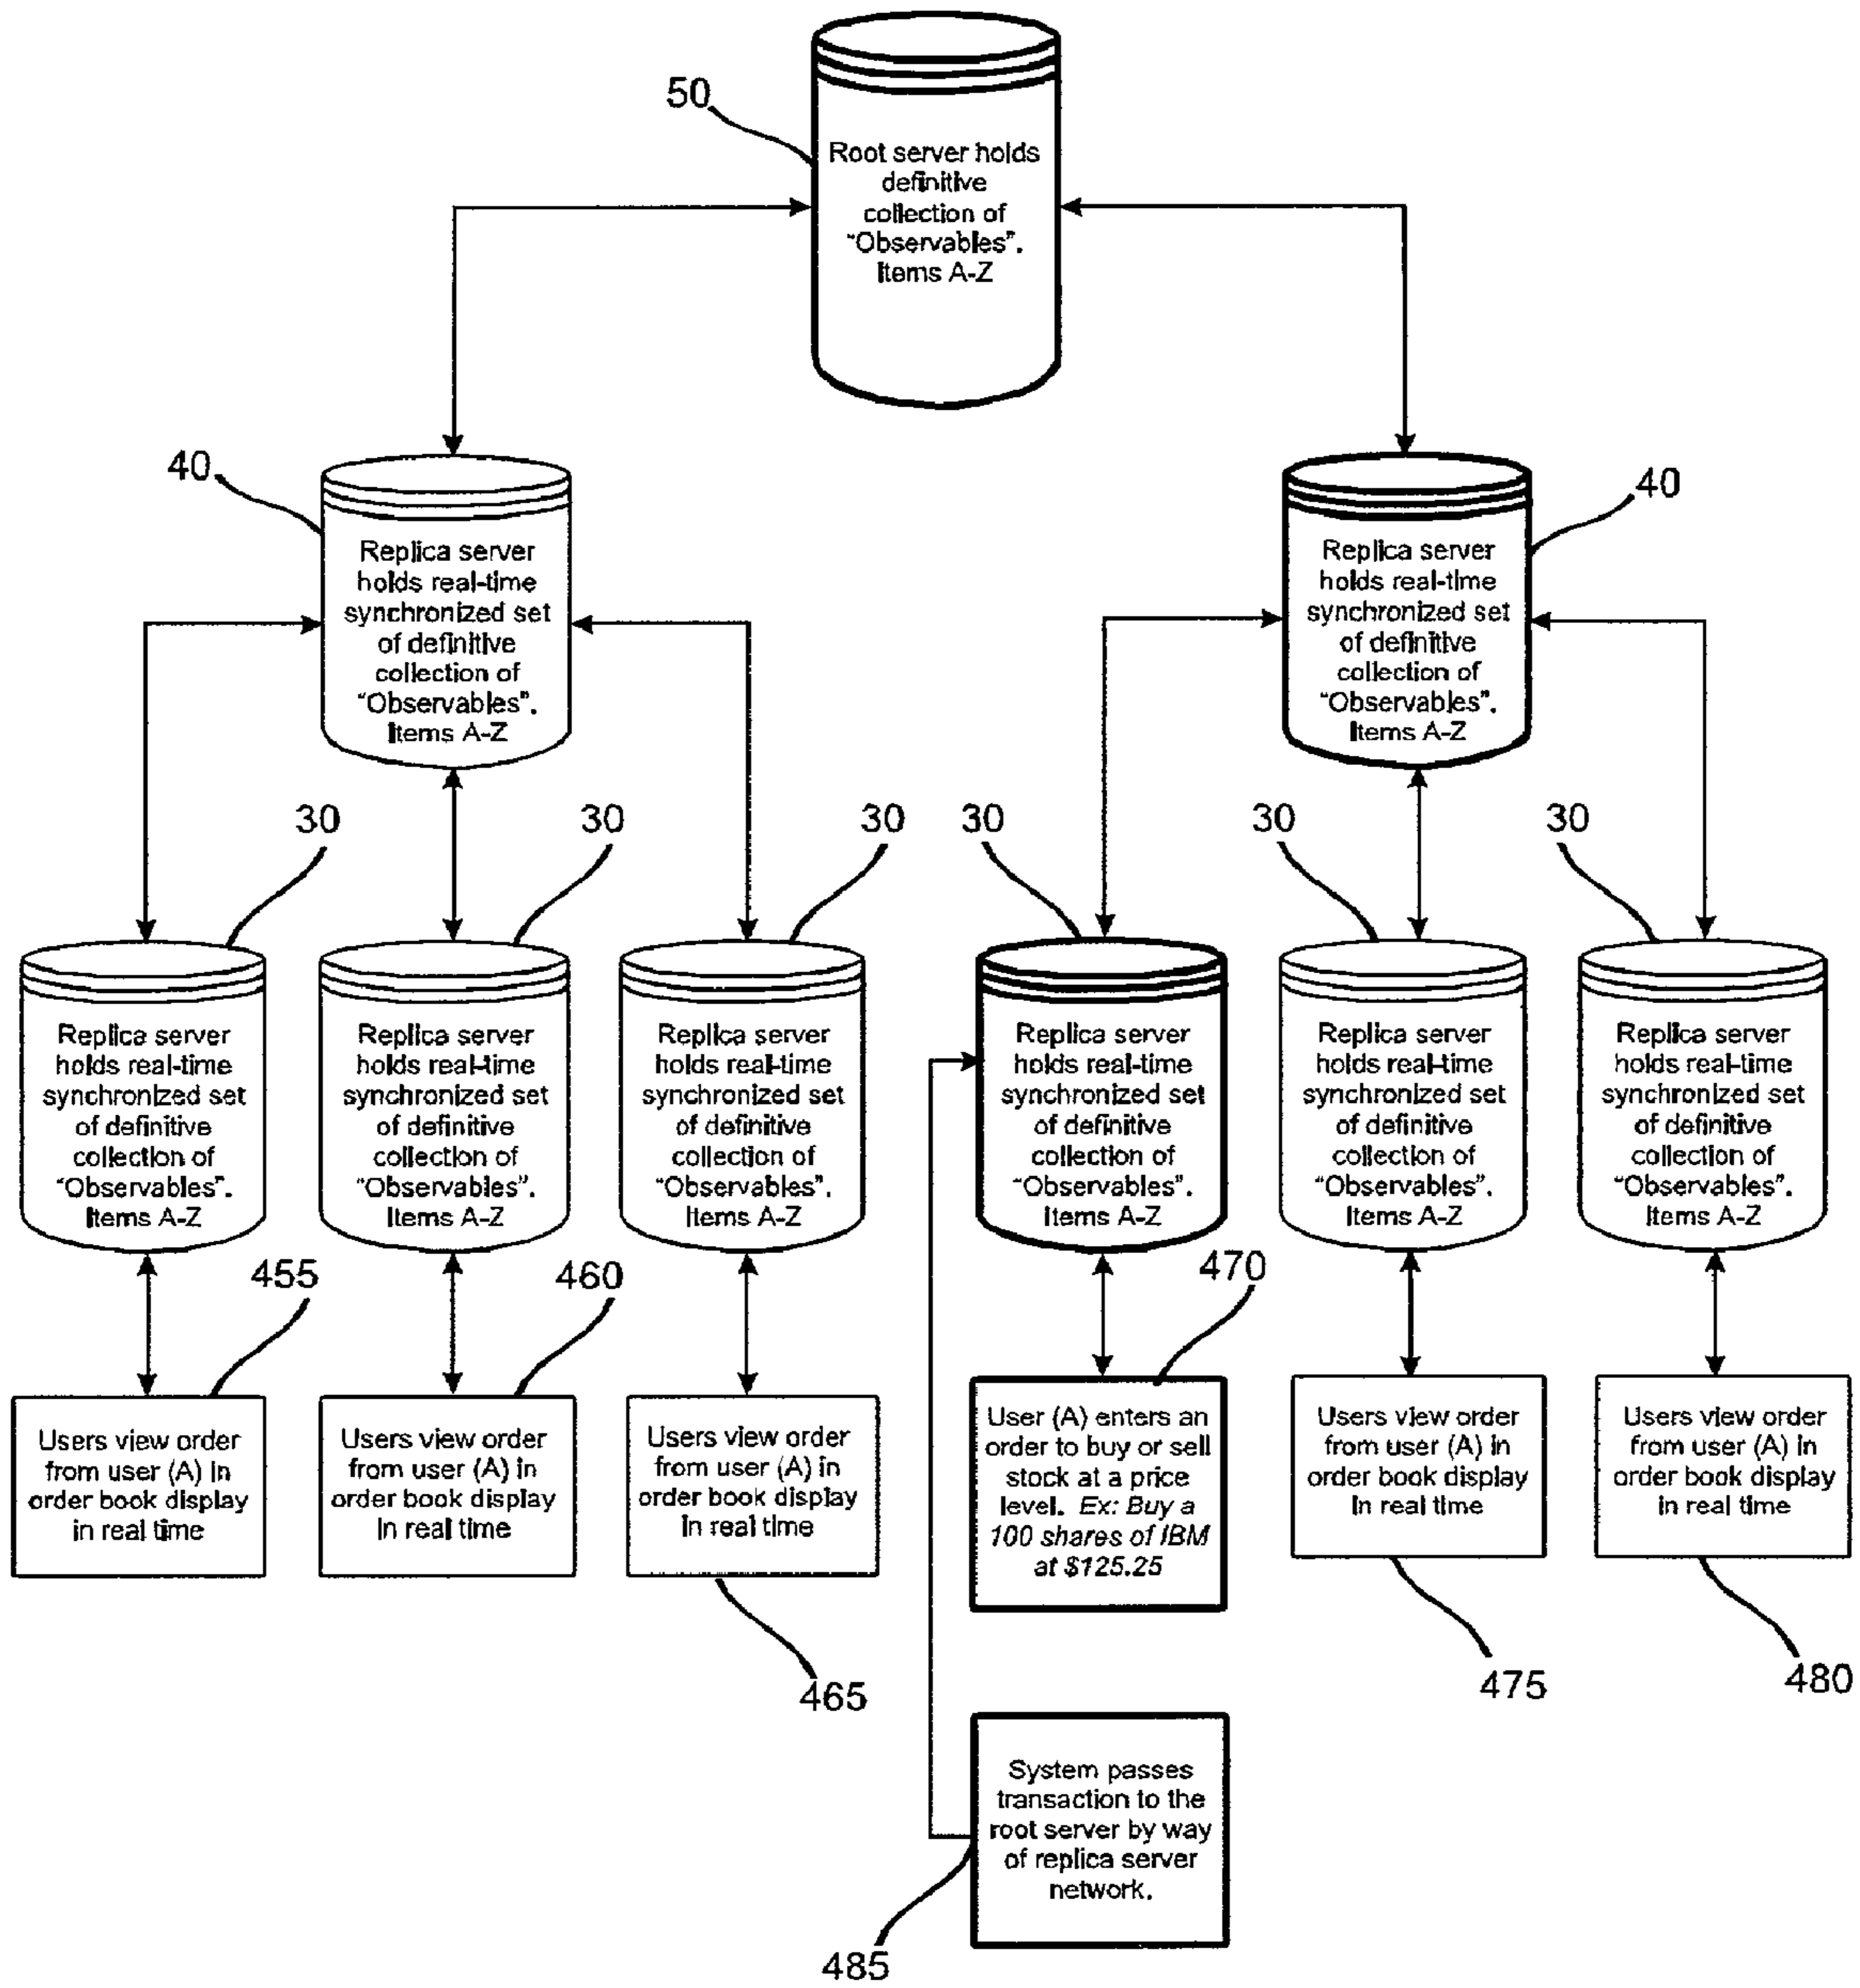 50
Root server holds
definitive
collection of
"Observables".
Items A-Z
40
Replica server
holds real-time
synchronized set
of definitive
collection of
"Observables".
Items A-Z
40
Replica server
holds real-time
synchronized set
of definitive
collection of
"Observables".
Items A-Z
30
Replica server
holds real-time
synchronized set
of definitive
collection of
"Observables".
Items A-Z
30
Replica server
holds real-time
synchronized set
of definitive
collection of
"Observables".
Items A-Z
30
Replica server
holds real-time
synchronized set
of definitive
collection of
"Observables".
Items A-Z
30
Replica server
holds real-time
synchronized set
of definitive
collection of
"Observables".
Items A-Z
30
Replica server
holds real-time
synchronized set
of definitive
collection of
"Observables".
Items A-Z
30
Replica server
holds real-time
synchronized set
of definitive
collection of
"Observables".
Items A-Z
455
Users view order
from user (A) in
order book display
in real time
460
Users view order
from user (A) in
order book display
in real time
Users view order
from user (A) in
order book display
in real time
465
470
User (A) enters an
order to buy or sell
stock at a price
level. Ex: Buy a
100 shares of IBM
at $125.25
Users view order
from user (A) in
order book display
in real time
475
Users view order
from user (A) in
order book display
in real time
480
System passes
transaction to the
root server by way
of replica server
network.
485